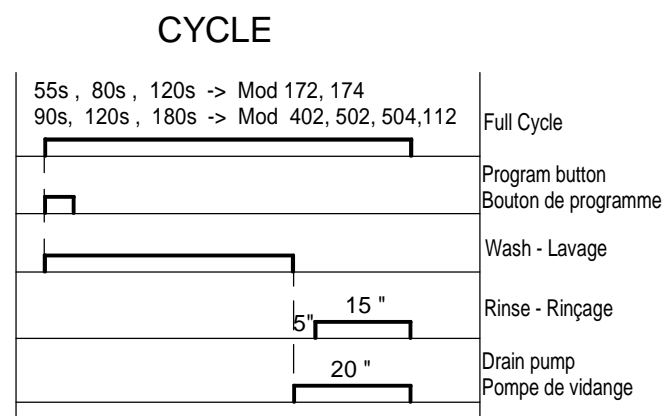 CYCLE
55s , 80s , 120s -> Mod 172, 174
90s, 120s , 180s -> Mod 402, 502, 504,112
Full Cycle
Program button
Bouton de programme
Wash - Lavage
15 "
5"
Rinse - Rinçage
20 "
Drain pump
Pompe de vidange